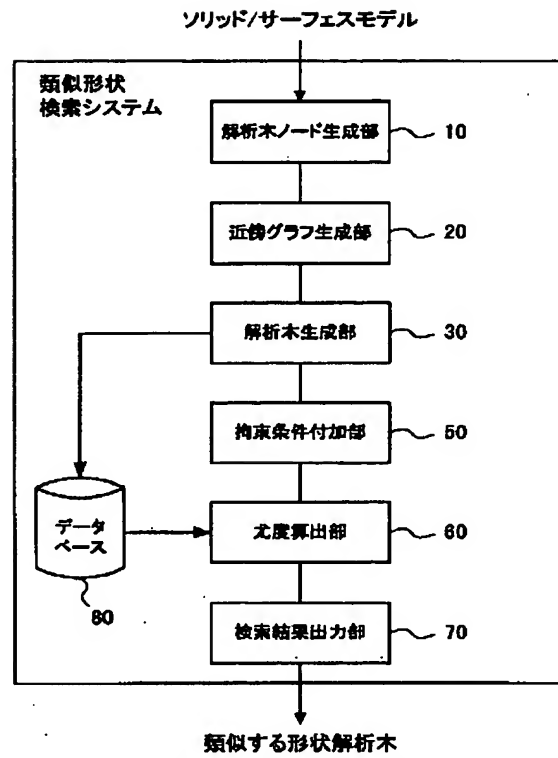 ソリッド/サーフェスモデル
類似形状
検索システム
解析木ノード生成部 10
近傍グラフ生成部 20
解析木生成部 30
拘束条件付加部 50
データ
ベース
尤度算出部 60
80
検索結果出力部 70
類似する形状解析木